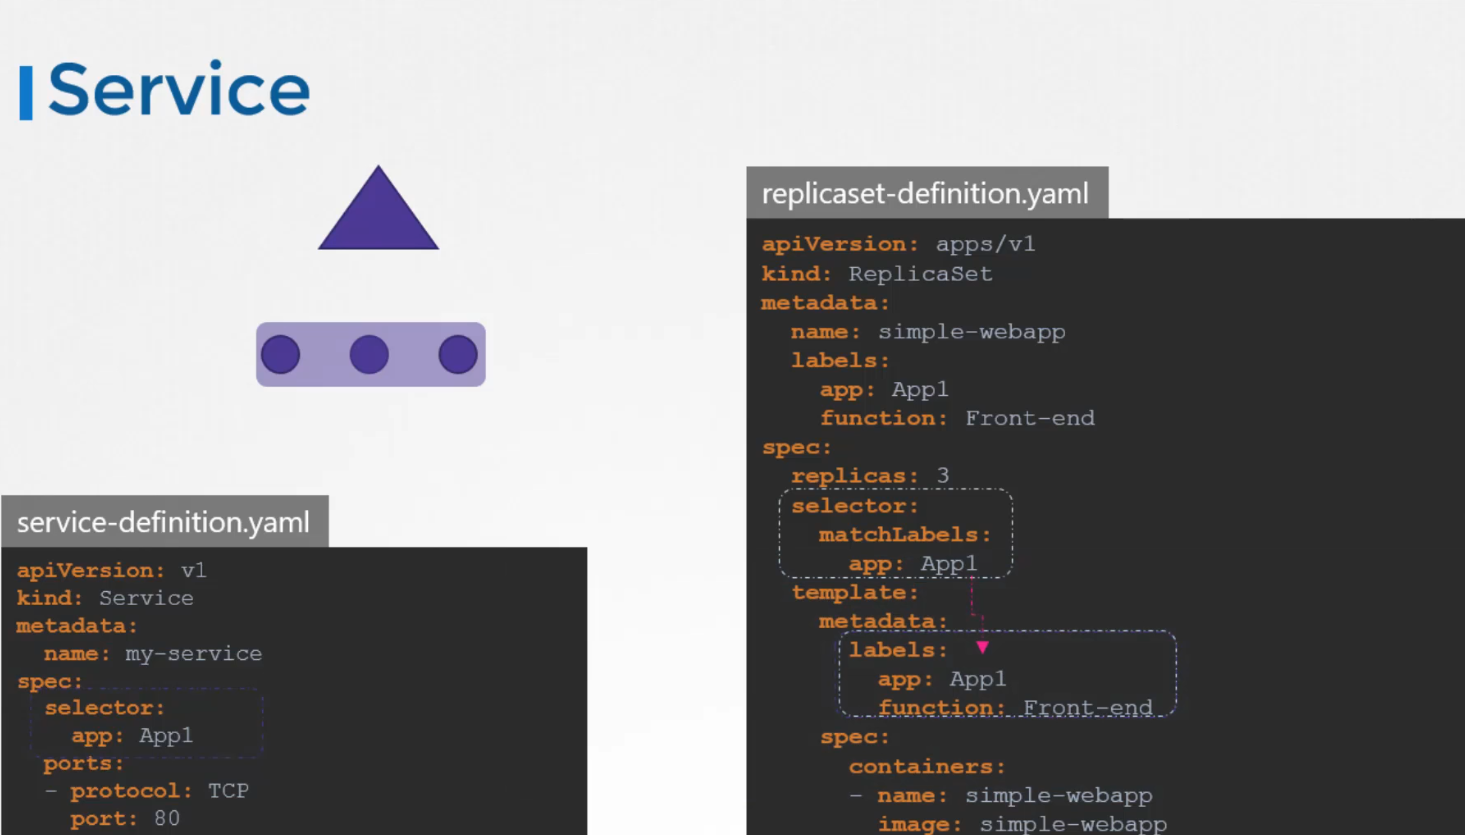 Service
replicaset-definition.yaml
apiVersion: apps/v1
kind: ReplicaSet
metadata:
  name: simple-webapp
  labels:
    app: App1
    function: Front-end
spec:
  replicas: 3
  selector:
    matchLabels:
      app: App1
  template:
    metadata:
      labels:
        app: App1
        function: Front-end
    spec:
      containers:
      - name: simple-webapp
        image: simple-webapp
service-definition.yaml
apiVersion: v1
kind: Service
metadata:
  name: my-service
spec:
  selector:
    app: App1
  ports:
  - protocol: TCP
    port: 80